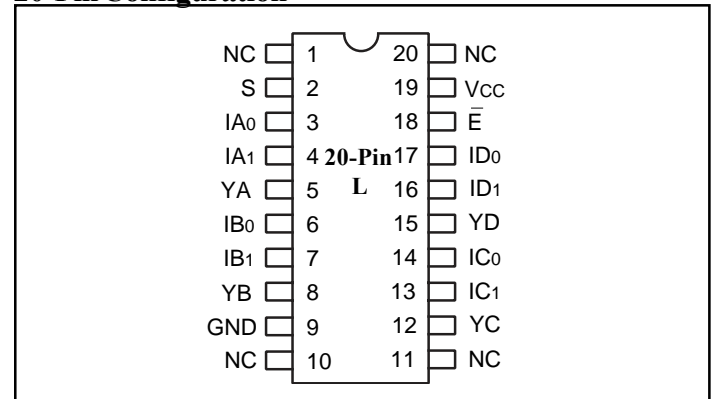 20-Pin Configuration
NC 1 20 NC
S 2 19 VCC
IA0 3 18 E̅
IA1 4 20-Pin 17 ID0
YA 5 L 16 ID1
IB0 6 15 YD
IB1 7 14 IC0
YB 8 13 IC1
GND 9 12 YC
NC 10 11 NC